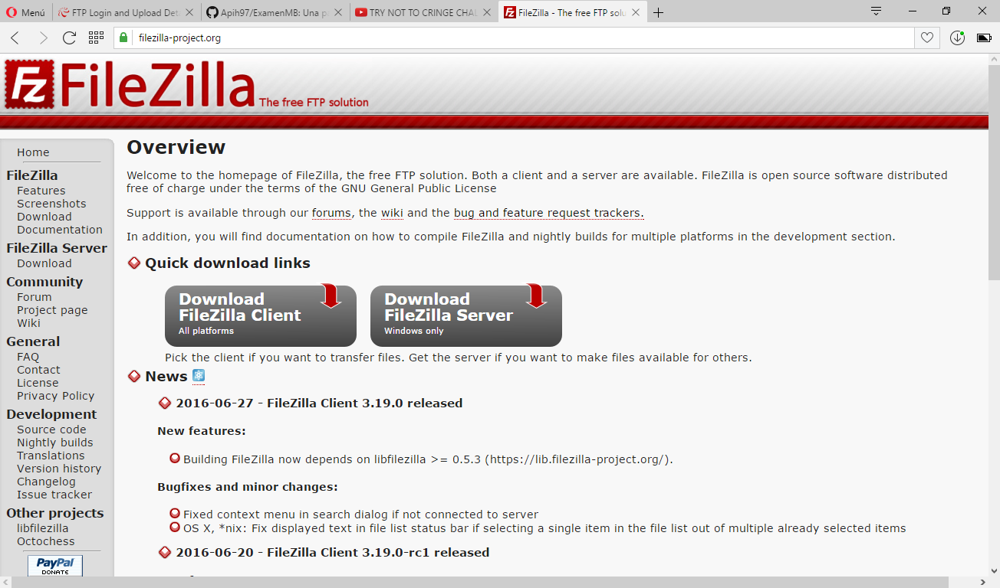 Menú
FTP Login and Upload Det
Apih97/ExamenMB: Una p
TRY NOT TO CRINGE CHAL
FileZilla - The free FTP solu
filezilla-project.org
Fz FileZilla The free FTP solution
Home
FileZilla
Features
Screenshots
Download
Documentation
FileZilla Server
Download
Community
Forum
Project page
Wiki
General
FAQ
Contact
License
Privacy Policy
Development
Source code
Nightly builds
Translations
Version history
Changelog
Issue tracker
Other projects
libfilezilla
Octochess
PayPal
DONATE
Overview
Welcome to the homepage of FileZilla, the free FTP solution. Both a client and a server are available. FileZilla is open source software distributed
free of charge under the terms of the GNU General Public License
Support is available through our forums, the wiki and the bug and feature request trackers.
In addition, you will find documentation on how to compile FileZilla and nightly builds for multiple platforms in the development section.
Quick download links
Download
FileZilla Client
All platforms
Download
FileZilla Server
Windows only
Pick the client if you want to transfer files. Get the server if you want to make files available for others.
News
2016-06-27 - FileZilla Client 3.19.0 released
New features:
Building FileZilla now depends on libfilezilla >= 0.5.3 (https://lib.filezilla-project.org/).
Bugfixes and minor changes:
Fixed context menu in search dialog if not connected to server
OS X, *nix: Fix displayed text in file list status bar if selecting a single item in the file list out of multiple already selected items
2016-06-20 - FileZilla Client 3.19.0-rc1 released